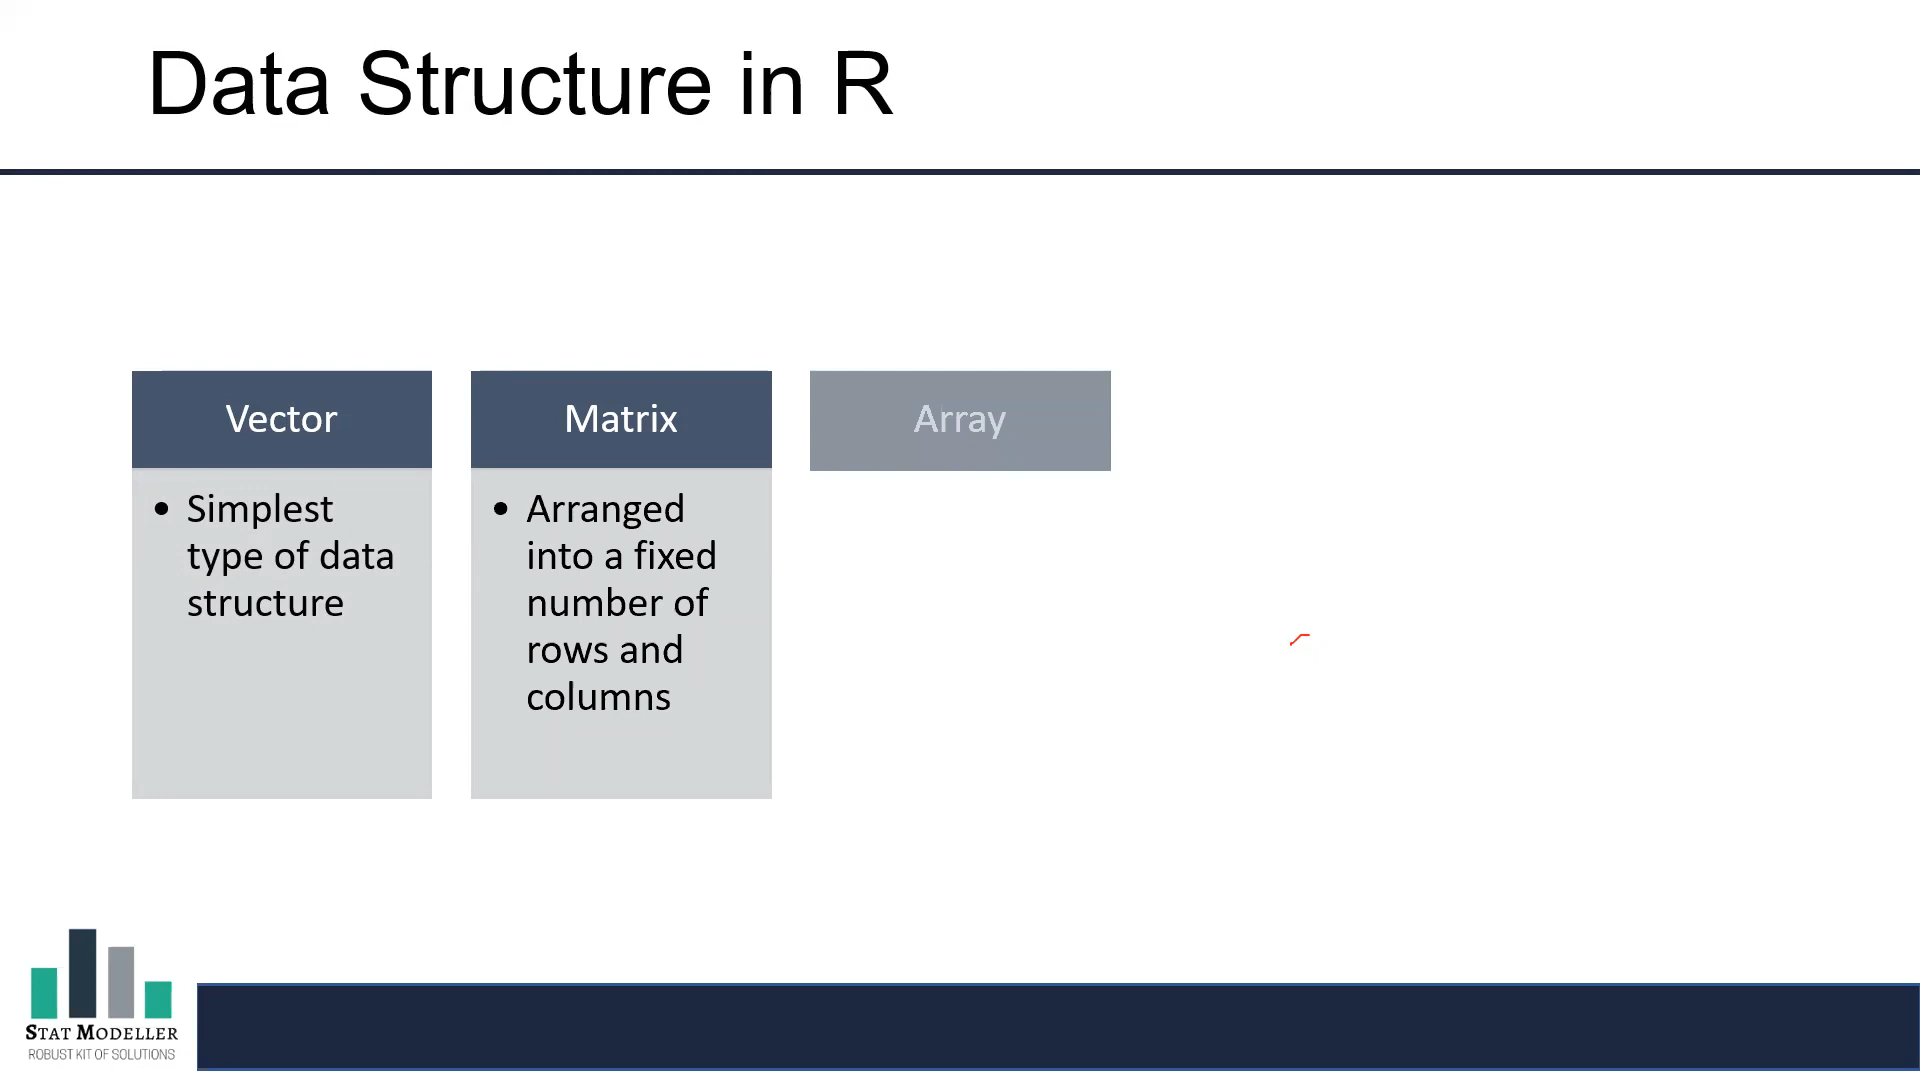 Data Structure in R
Vector
• Simplest
type of data
structure
Matrix
• Arranged
into a fixed
number of
rows and
columns
Array
STAT MODELLER
ROBUST KIT OF SOLUTIONS